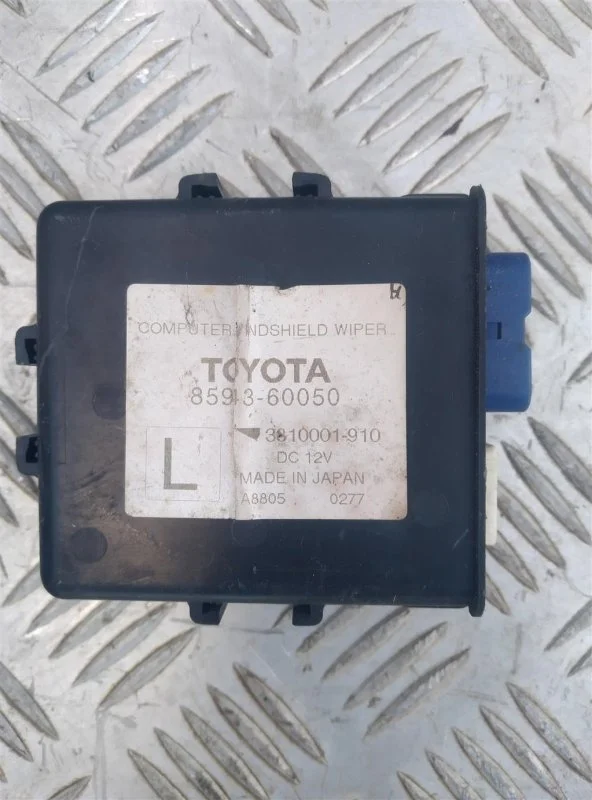 COMPUTER WINDSHIELD WIPER
TOYOTA
85943-60050
3810001-910
L
DC 12V
MADE IN JAPAN
A8805 0277